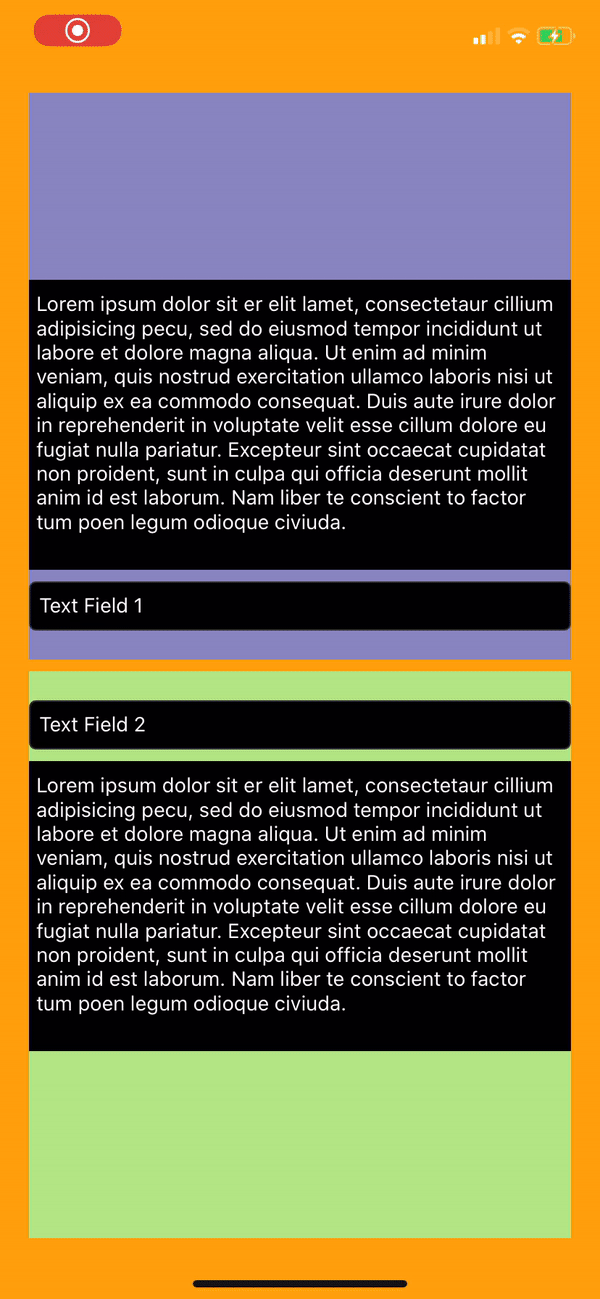 Lorem ipsum dolor sit er elit lamet, consectetaur cillium
adipisicing pecu, sed do eiusmod tempor incididunt ut
labore et dolore magna aliqua. Ut enim ad minim
veniam, quis nostrud exercitation ullamco laboris nisi ut
aliquip ex ea commodo consequat. Duis aute irure dolor
in reprehenderit in voluptate velit esse cillum dolore eu
fugiat nulla pariatur. Excepteur sint occaecat cupidatat
non proident, sunt in culpa qui officia deserunt mollit
anim id est laborum. Nam liber te conscient to factor
tum poen legum odioque civiuda.
Text Field 1
Text Field 2
Lorem ipsum dolor sit er elit lamet, consectetaur cillium
adipisicing pecu, sed do eiusmod tempor incididunt ut
labore et dolore magna aliqua. Ut enim ad minim
veniam, quis nostrud exercitation ullamco laboris nisi ut
aliquip ex ea commodo consequat. Duis aute irure dolor
in reprehenderit in voluptate velit esse cillum dolore eu
fugiat nulla pariatur. Excepteur sint occaecat cupidatat
non proident, sunt in culpa qui officia deserunt mollit
anim id est laborum. Nam liber te conscient to factor
tum poen legum odioque civiuda.